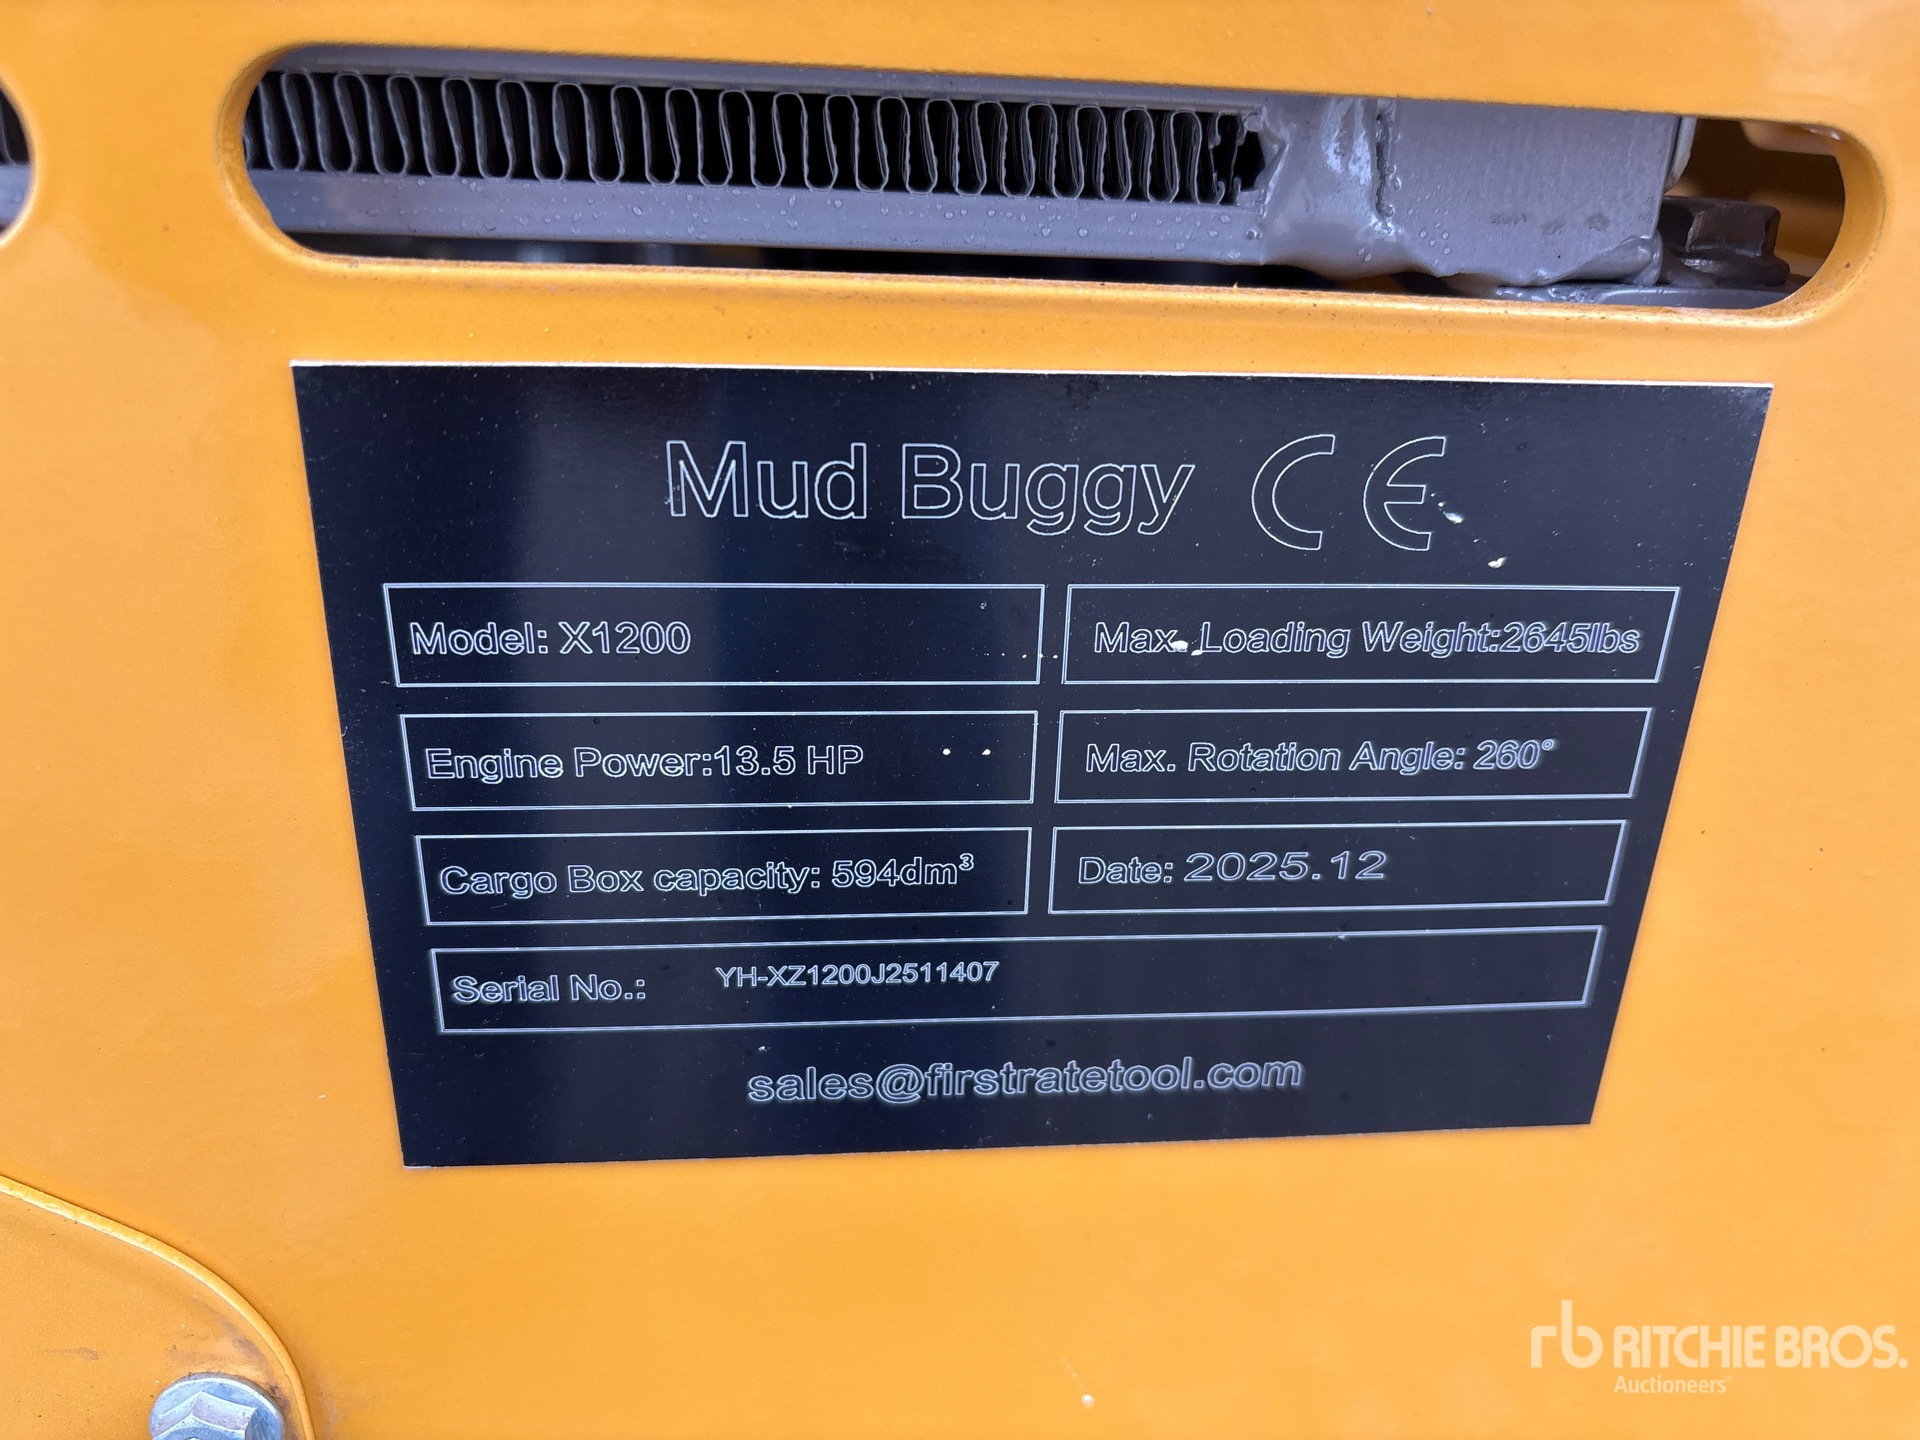 Mud Buggy CE
Model: X1200
Max. Loading Weight:2645lbs
Engine Power:13.5 HP
Max. Rotation Angle: 260°
Cargo Box capacity: 594dm³
Date: 2025.12
Serial No.: YH-XZ1200J2511407
sales@firstratetool.com
rb RITCHIE BROS.
Auctioneers